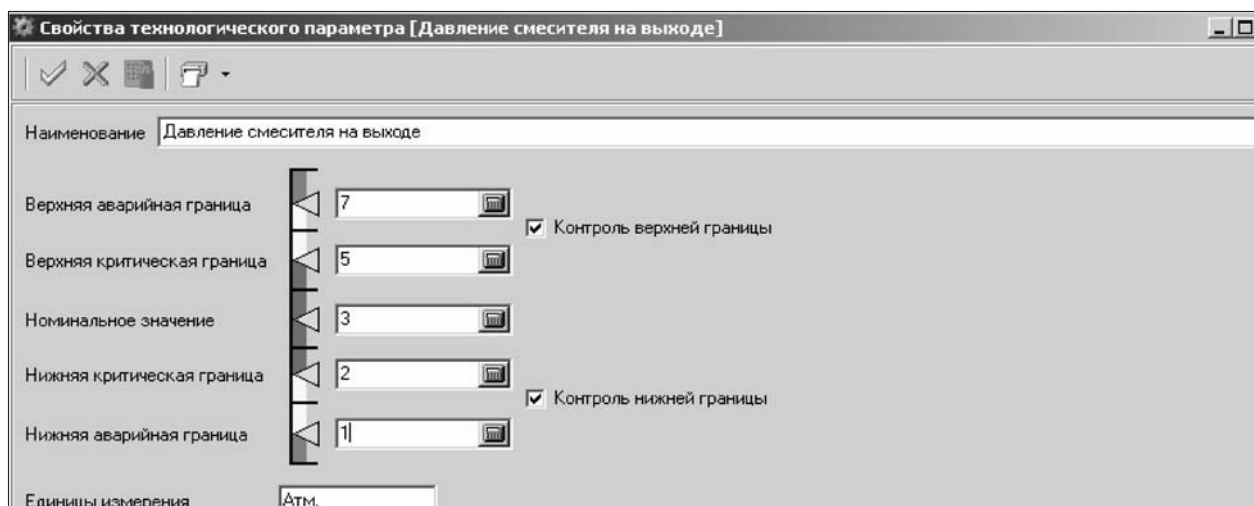 Свойства технологического параметра [Давление смесителя на выходе]
Наименование Давление смесителя на выходе
Верхняя аварийная граница 7
Контроль верхней границы
Верхняя критическая граница 5
Номинальное значение 3
Нижняя критическая граница 2
Контроль нижней границы
Нижняя аварийная граница 1
Единицы измерения Атм.